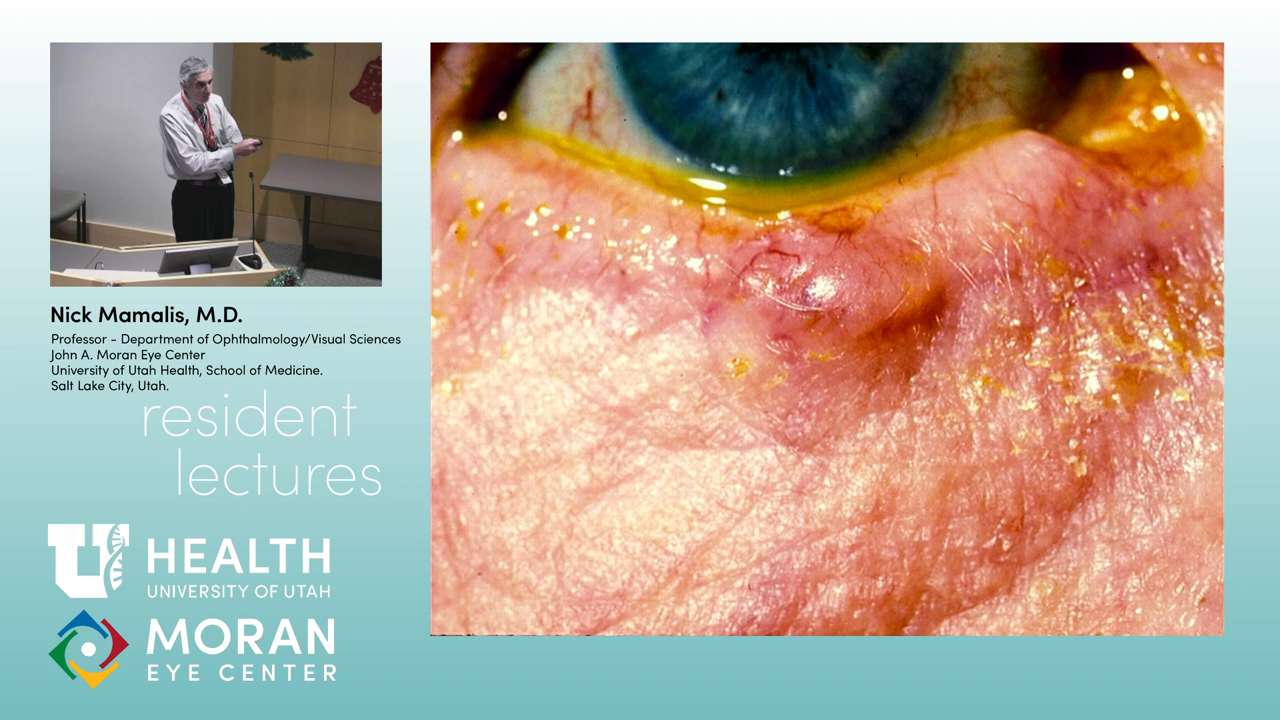 Nick Mamalis, M.D.
Professor - Department of Ophthalmology/Visual Sciences
John A. Moran Eye Center
University of Utah Health, School of Medicine.
Salt Lake City, Utah.
resident
lectures
U HEALTH
UNIVERSITY OF UTAH
MORAN
EYE CENTER